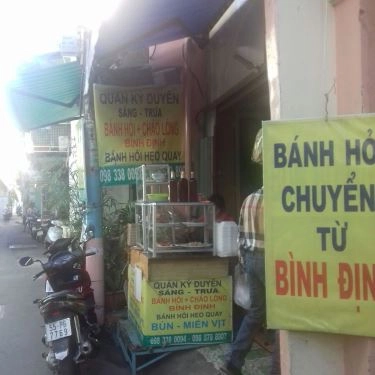 QUÁN KỲ DUYÊN
SÁNG - TRƯA
BÁNH HỎI + CHÁO LÒNG
BÌNH ĐỊNH
BÁNH HỎI HEO QUAY
QUÁN KỲ DUYÊN
SÁNG - TRƯA
BÁNH HỎI + CHÁO LÒNG
BÌNH ĐỊNH
BÁNH HỎI HEO QUAY
BÚN - MIẾN VỊT
BÁNH HỎ
CHUYỂN
TỪ
BÌNH ĐỊN
7769